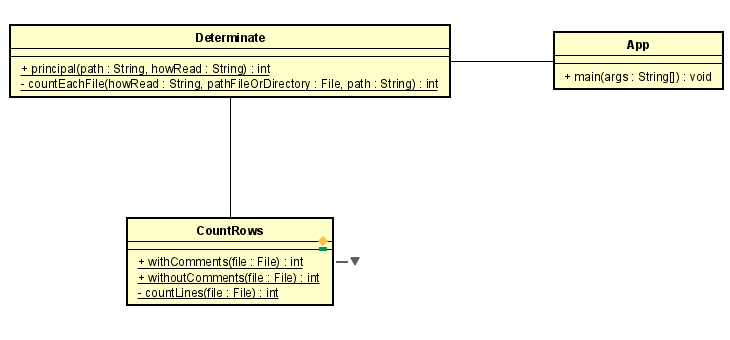 Determinate
+ principal(path : String, howRead : String) : int
- countEachFile(howRead : String, pathFileOrDirectory : File, path : String) : int
App
+ main(args : String[]) : void
CountRows
+ withComments(file : File) : int
+ withoutComments(file : File) : int
- countLines(file : File) : int